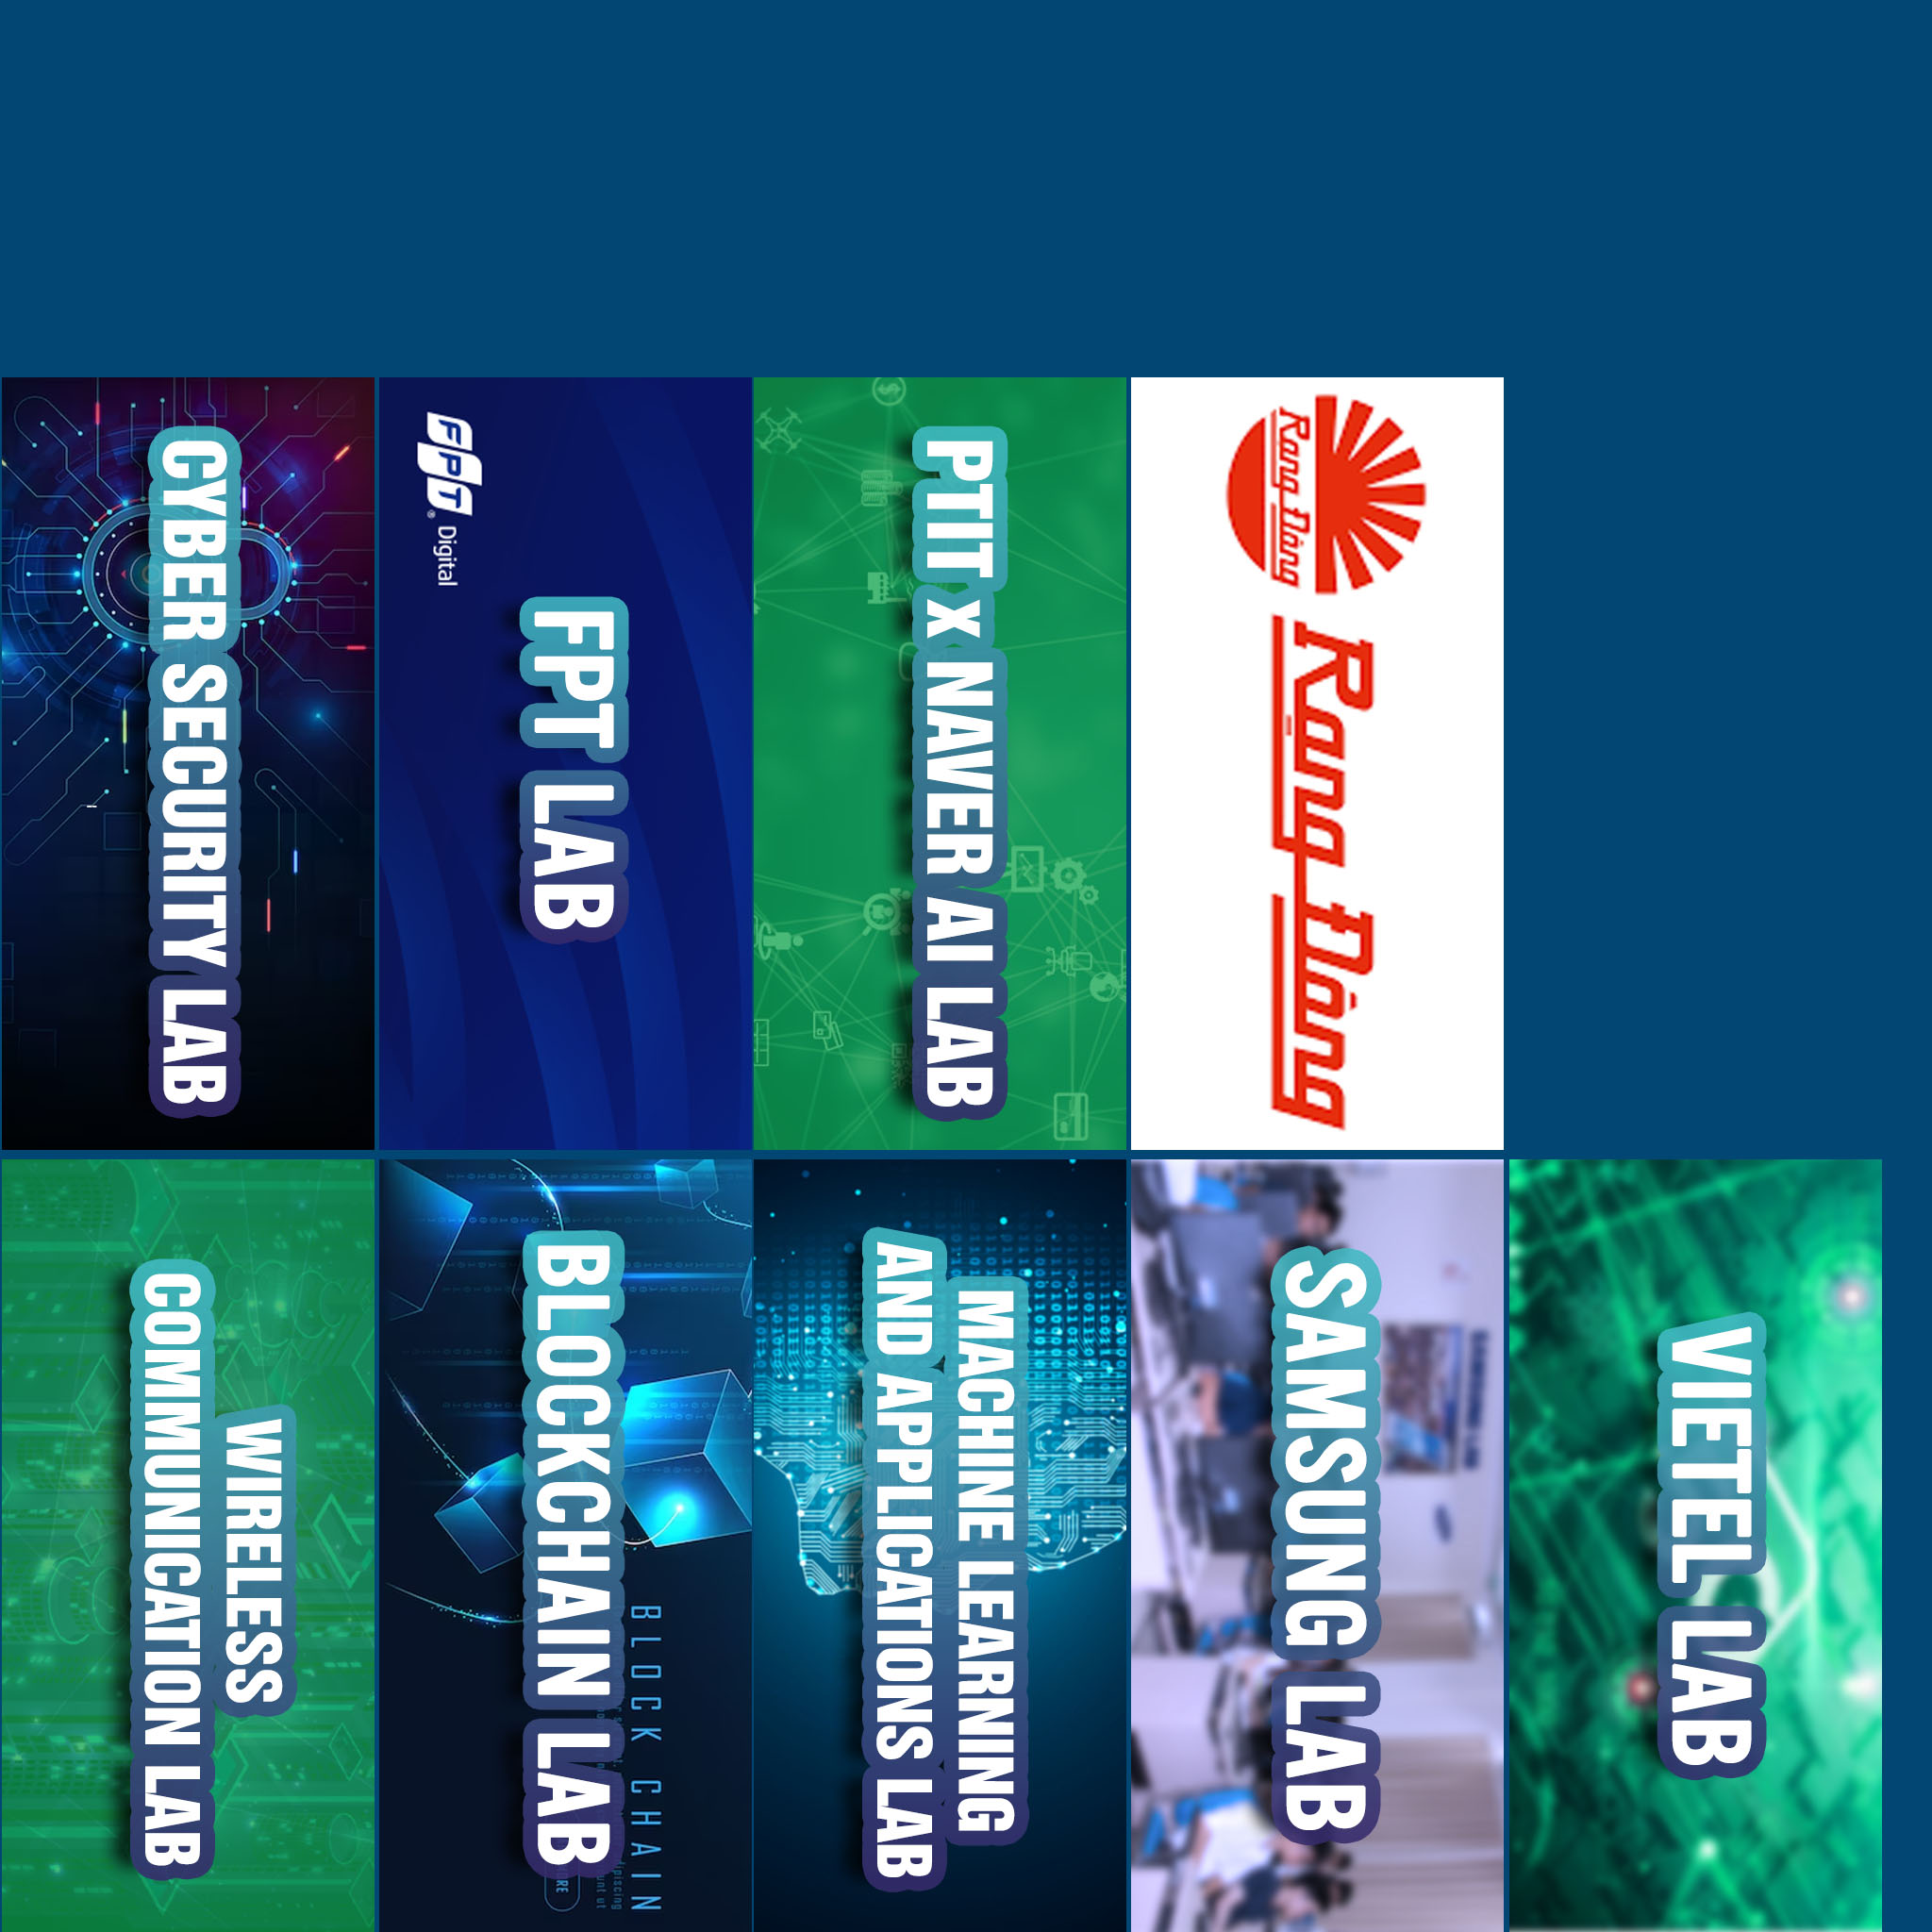 CYBER SECURITY LAB
FPT® Digital
FPT LAB
PTIT x NAVER AI LAB
Rạng Đông
Rạng Đông
WIRELESS
COMMUNICATION LAB
BLOCK CHAIN
BLOCKCHAIN LAB
MACHINE LEARNING
AND APPLICATIONS LAB
SAMSUNG LAB
VIETEL LAB